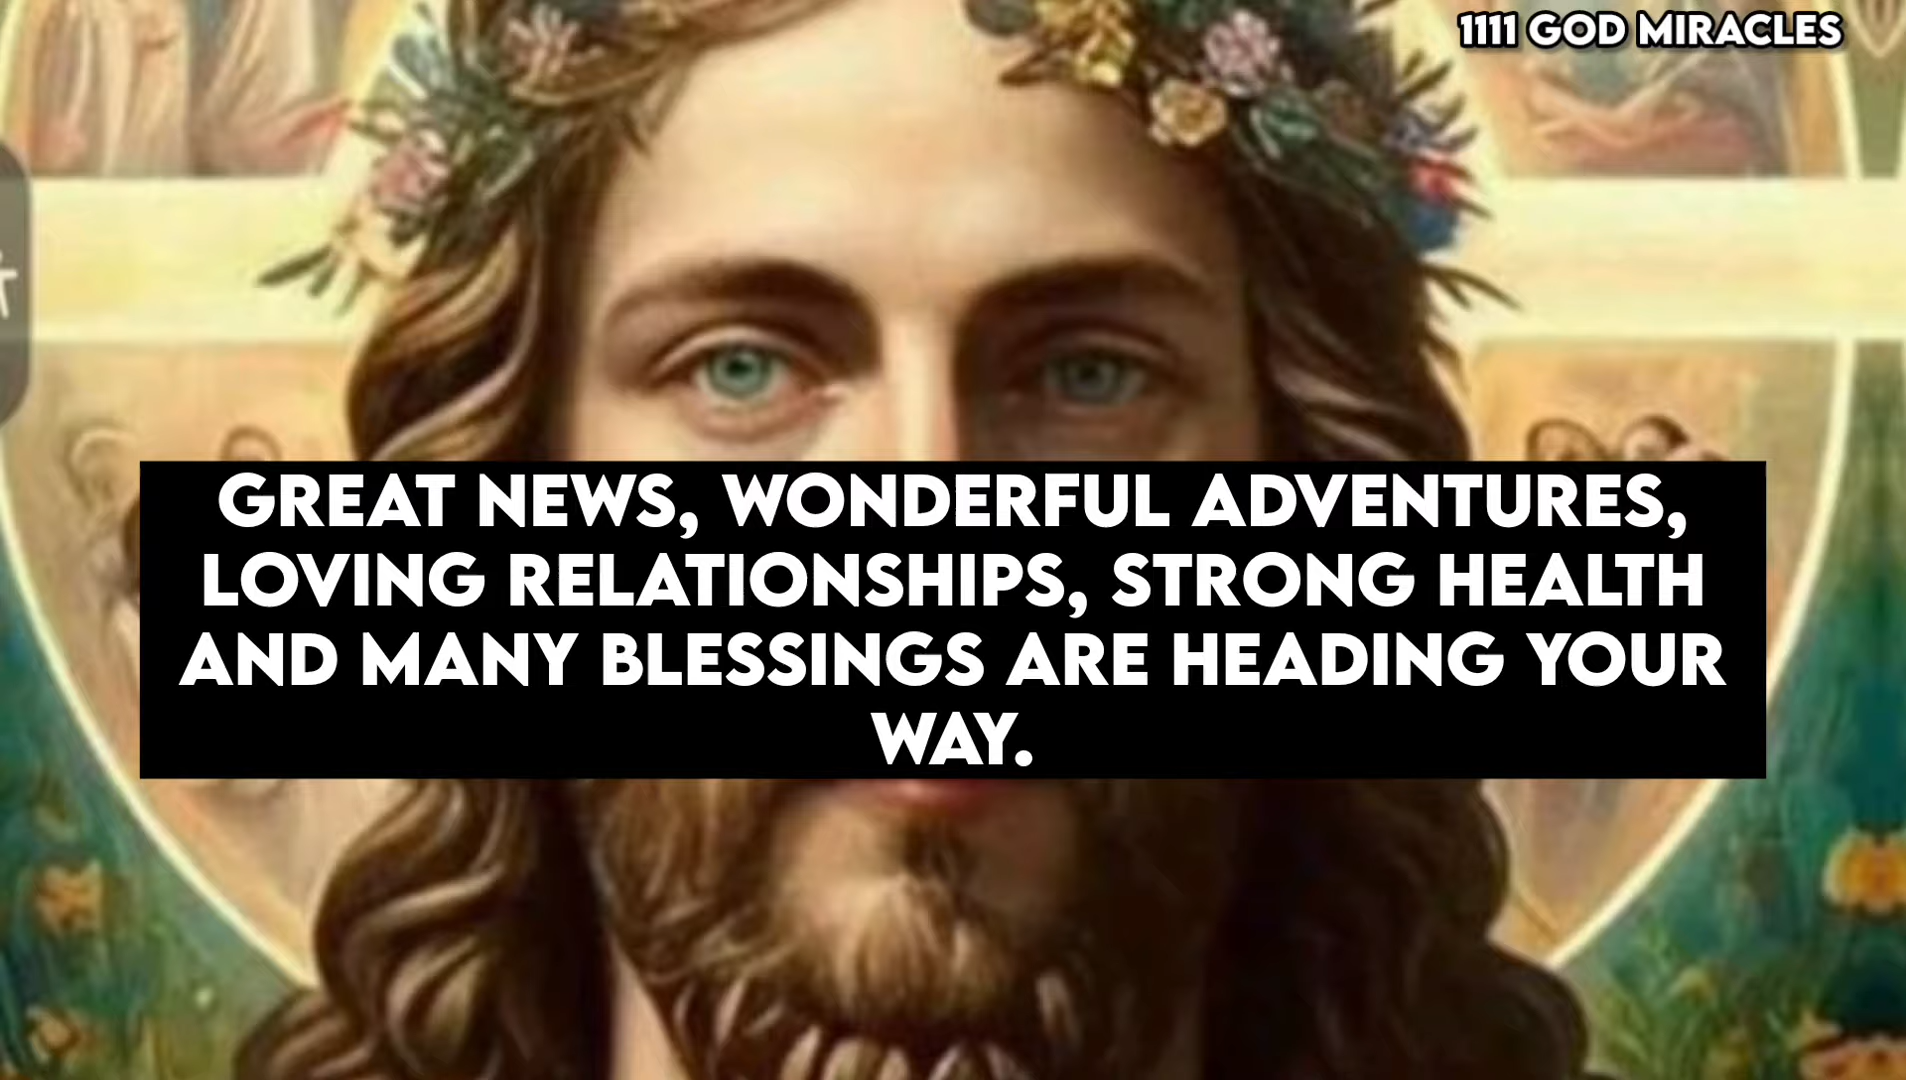 1111 GOD MIRACLES
GREAT NEWS, WONDERFUL ADVENTURES,
LOVING RELATIONSHIPS, STRONG HEALTH
AND MANY BLESSINGS ARE HEADING YOUR
WAY.